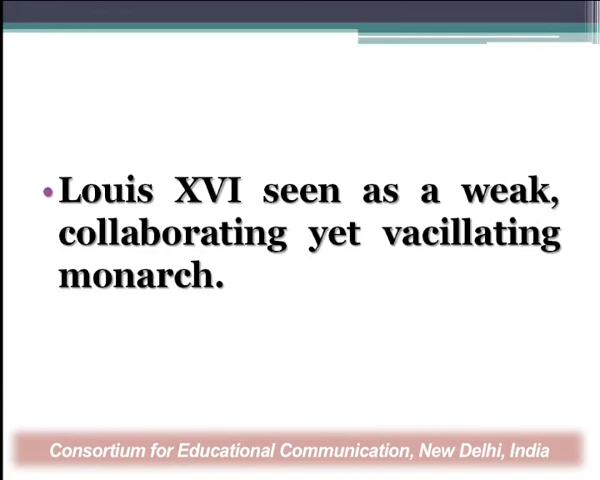 •Louis XVI seen as a weak,
collaborating yet vacillating
monarch.
Consortium for Educational Communication, New Delhi, India